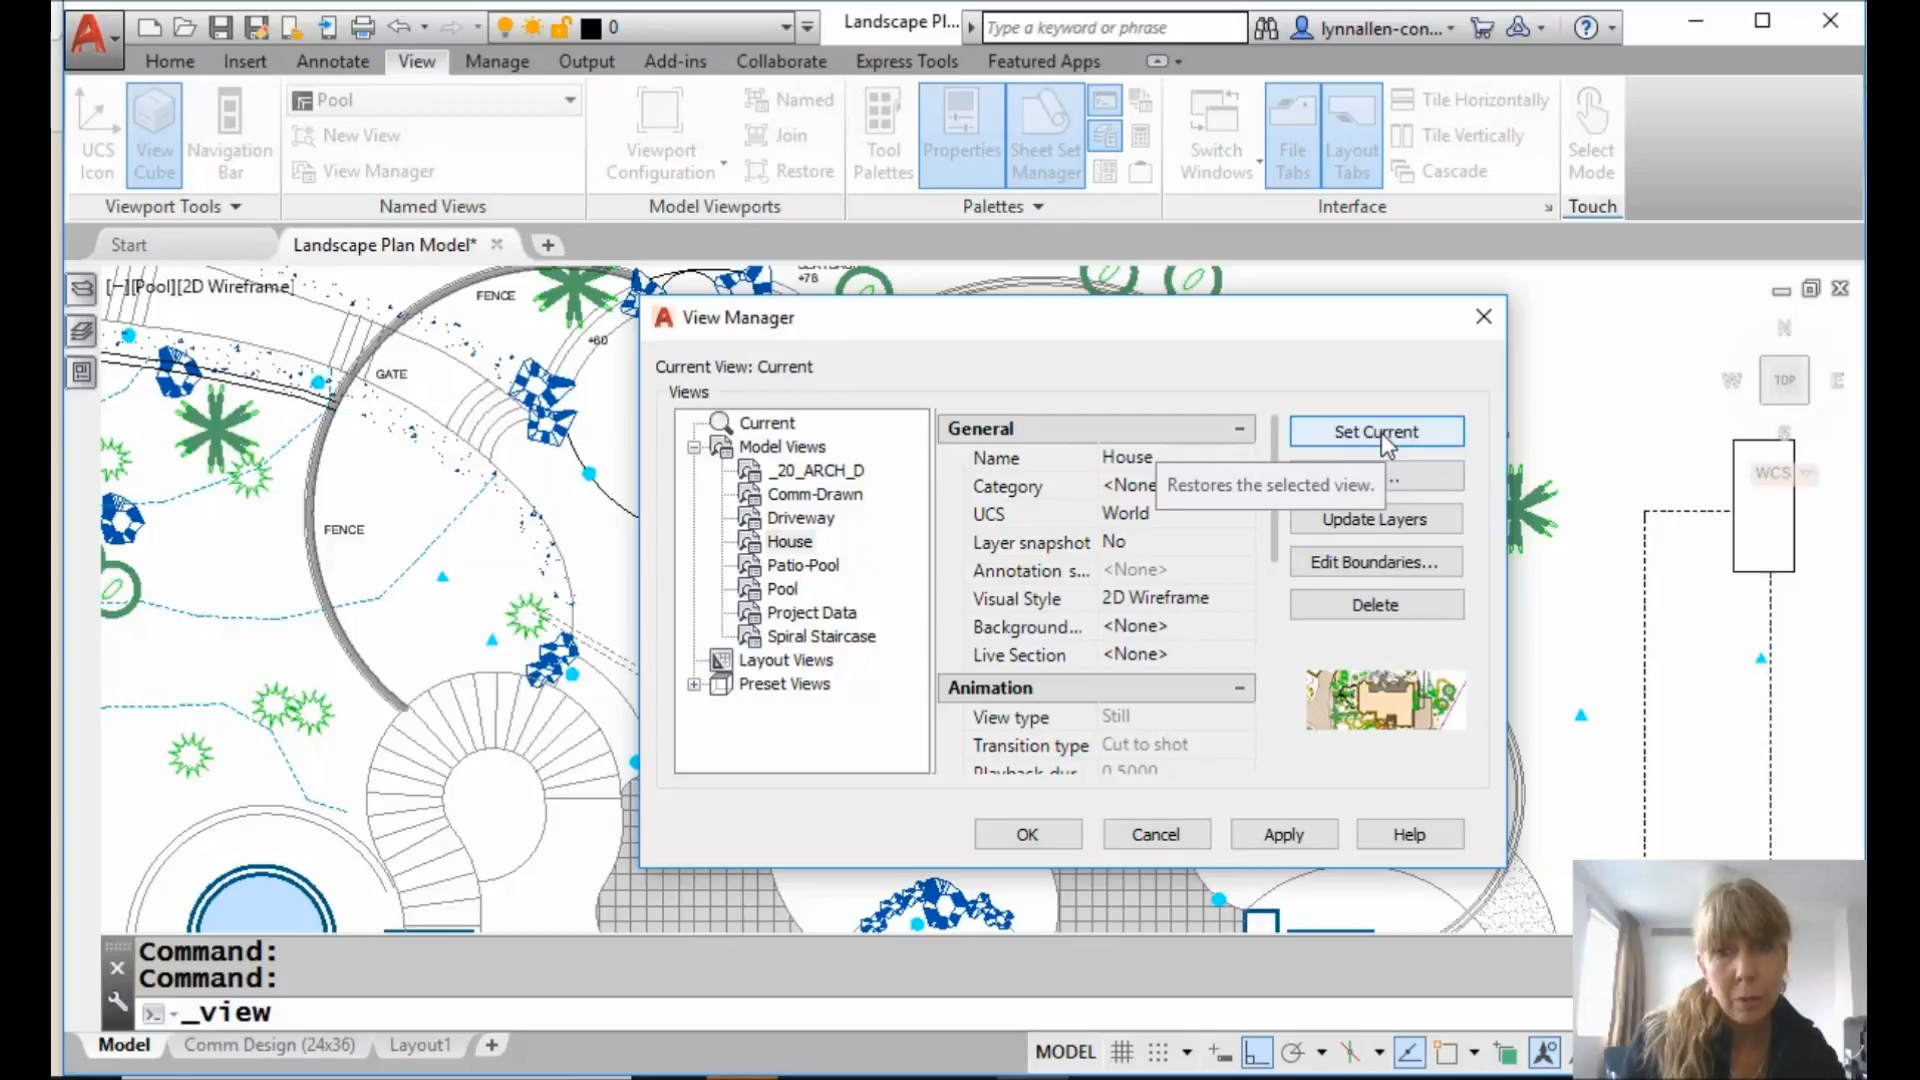 0
Landscape Pl...
Type a keyword or phrase
lynnallen-con...
Home Insert Annotate View Manage Output Add-ins Collaborate Express Tools Featured Apps
UCS Icon
View Cube
Navigation Bar
Viewport Tools
Pool
New View
View Manager
Named Views
Viewport Configuration
Named
Join
Restore
Model Viewports
Tool Palettes
Properties
Sheet Set Manager
Palettes
Switch Windows
File Tabs
Layout Tabs
Tile Horizontally
Tile Vertically
Cascade
Interface
Select Mode
Touch
Start
Landscape Plan Model*
[−][Pool][2D Wireframe]
FENCE
+78
+60
GATE
FENCE
N
W TOP E
S
WCS
View Manager
Current View: Current
Views
Current
Model Views
_20_ARCH_D
Comm-Drawn
Driveway
House
Patio-Pool
Pool
Project Data
Spiral Staircase
Layout Views
Preset Views
General
Name House
Category <None
UCS World
Layer snapshot No
Annotation s... <None>
Visual Style 2D Wireframe
Background... <None>
Live Section <None>
Animation
View type Still
Transition type Cut to shot
Playback dur 0.5000
Set Current
Restores the selected view.
...
Update Layers
Edit Boundaries...
Delete
OK Cancel Apply Help
Command:
Command:
_view
Model Comm Design (24x36) Layout1 +
MODEL